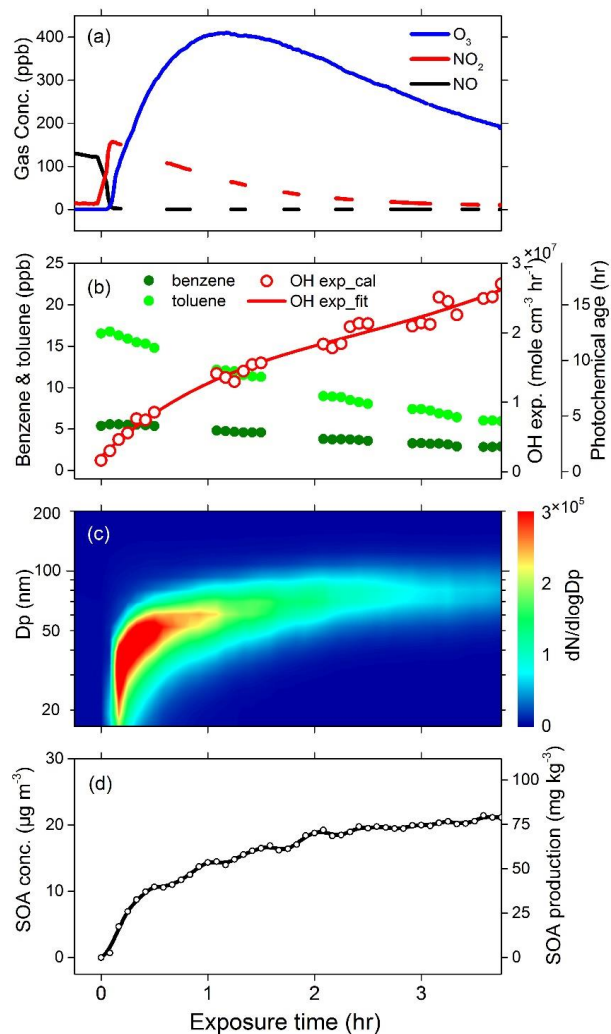 (a)
O₃
NO₂
NO
Gas Conc. (ppb)
400
300
200
100
0
(b)
benzene
toluene
OH exp_cal
OH exp_fit
Benzene & toluene (ppb)
25
20
15
10
5
0
3×10⁷
2
1
0
OH exp. (mole cm⁻³ hr⁻¹)
15
10
5
0
Photochemical age (hr)
(c)
Dp (nm)
200
100
50
20
3×10⁵
0
dN/dlogDp
(d)
SOA conc. (µg m⁻³)
30
20
10
0
100
75
50
25
0
SOA production (mg kg⁻³)
0 1 2 3
Exposure time (hr)